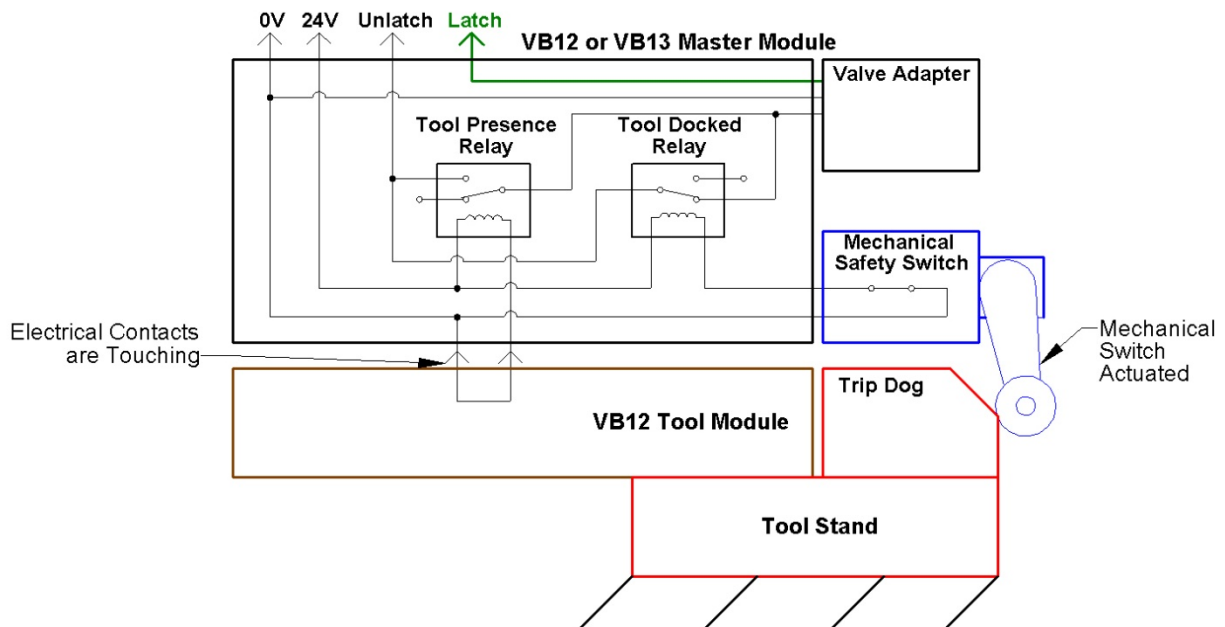 0V 24V Unlatch Latch
VB12 or VB13 Master Module
Valve Adapter
Tool Presence
Relay
Tool Docked
Relay
Mechanical
Safety Switch
Electrical Contacts
are Touching
Mechanical
Switch
Actuated
Trip Dog
VB12 Tool Module
Tool Stand